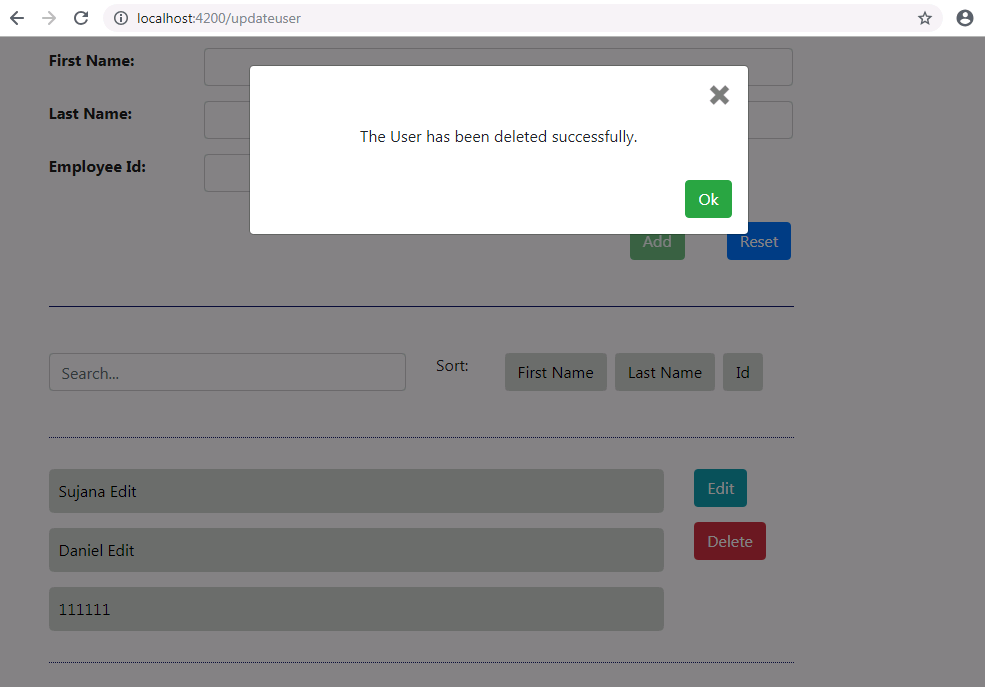 localhost:4200/updateuser
First Name:
Last Name:
The User has been deleted successfully.
Employee Id:
Ok
Add Reset
Search... Sort: First Name Last Name Id
Sujana Edit Edit
Daniel Edit Delete
111111